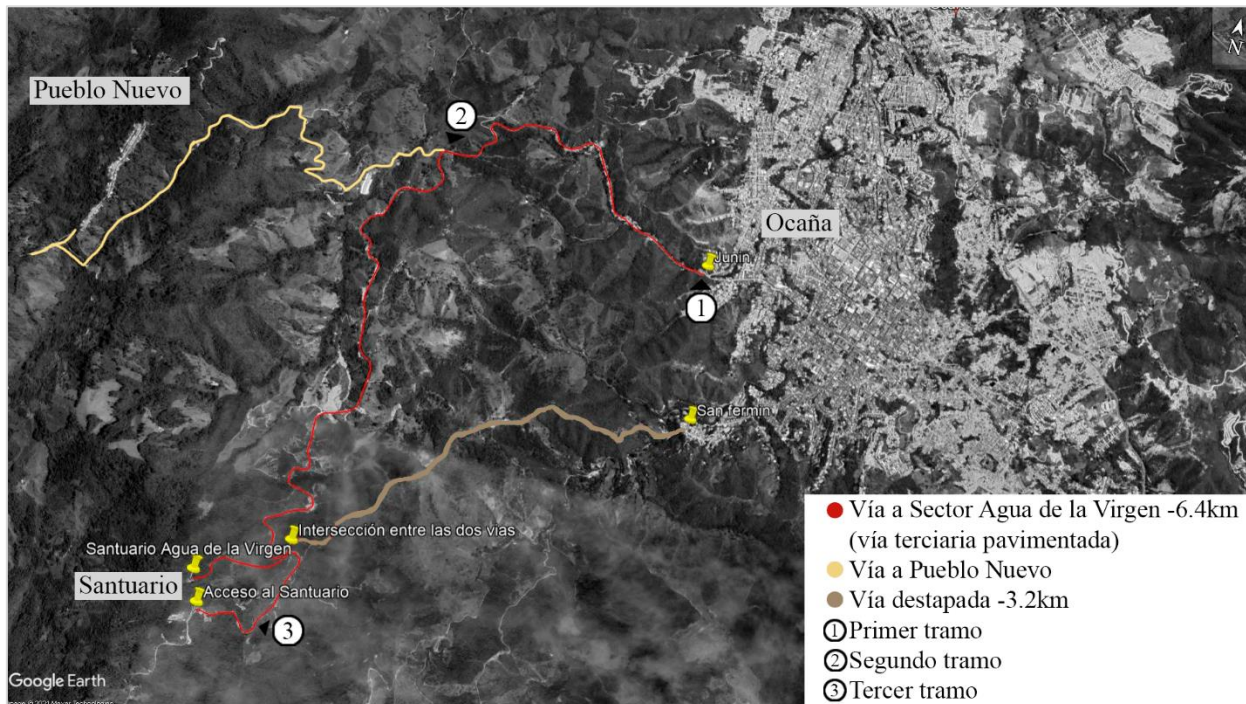 N
Pueblo Nuevo
2
Ocaña
Junin
1
San fermin
Intersección entre las dos vias
Santuario Agua de la Virgen
Santuario
Acceso al Santuario
3
Google Earth
Vía a Sector Agua de la Virgen -6.4km
(vía terciaria pavimentada)
Vía a Pueblo Nuevo
Vía destapada -3.2km
1 Primer tramo
2 Segundo tramo
3 Tercer tramo